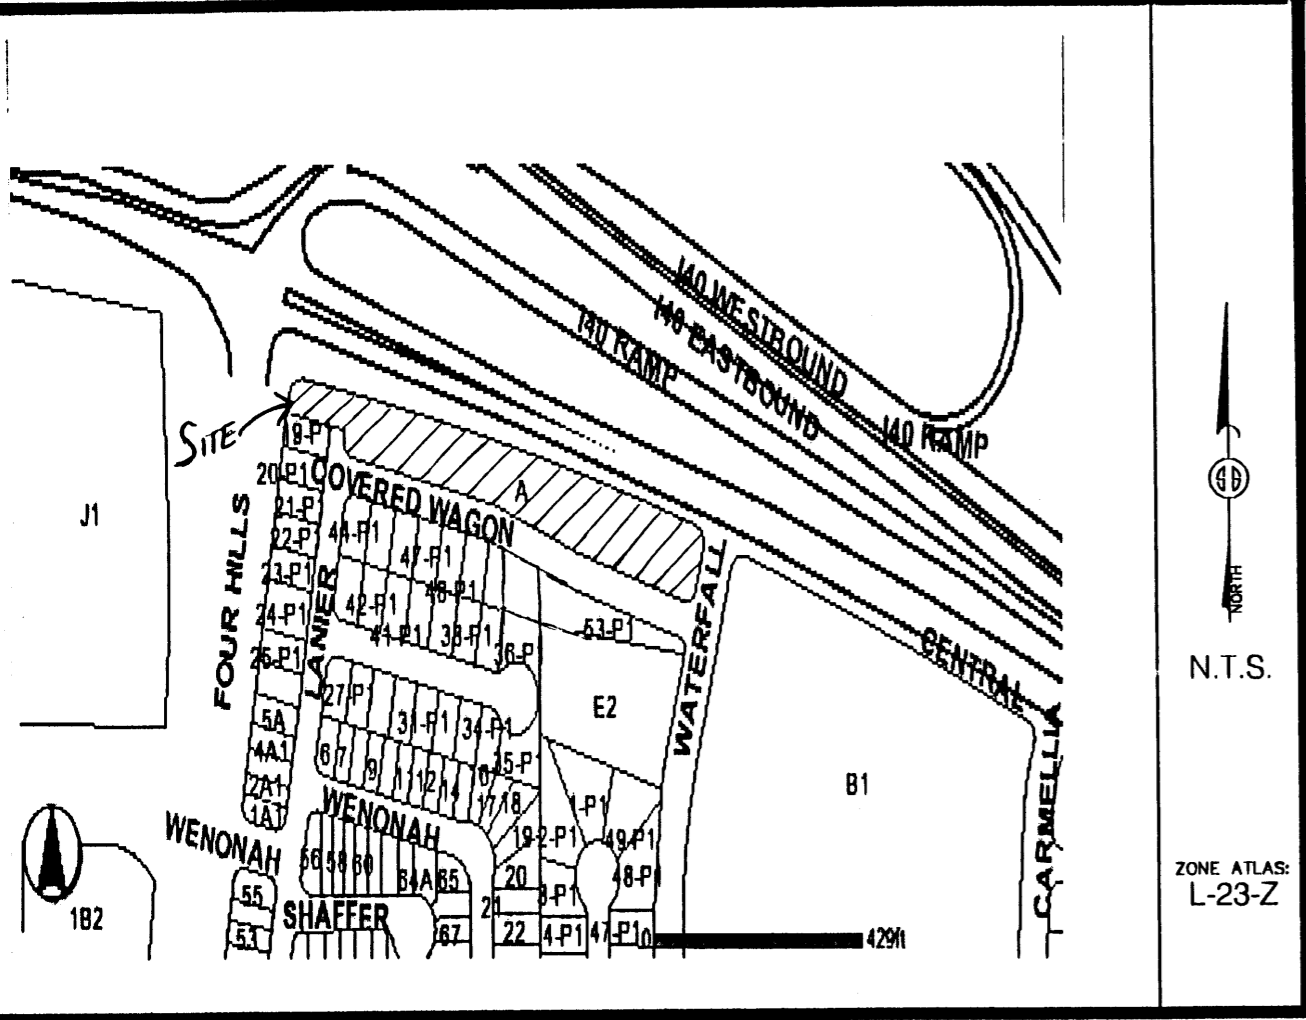 I40 WESTBOUND
I40 EASTBOUND
I40 RAMP
I40 RAMP
SITE
9-P
A
20-P1
COVERED WAGON
21-P
J1
22-P
44-P1
47-P1
23-P1
48-P1
24-P1
42-P1
41-P1
38-P1
53-P1
36-P
26-P1
FOUR HILLS
LANIER
WATERFALL
CENTRAL
CARMELLIA
27-P1
31-P1
34-P1
E2
5A
4A1
6
7
9
11
12
14
35-P1
2A1
17
18
1-P1
B1
1A1
WENONAH
WENONAH
19
2-P1
49-P1
56
58
60
64A
65
20
3-P1
48-P1
55
SHAFFER
21
1B2
53
67
22
4-P1
47-P1
0
429ft
SG
NORTH
N.T.S.
ZONE ATLAS:
L-23-Z